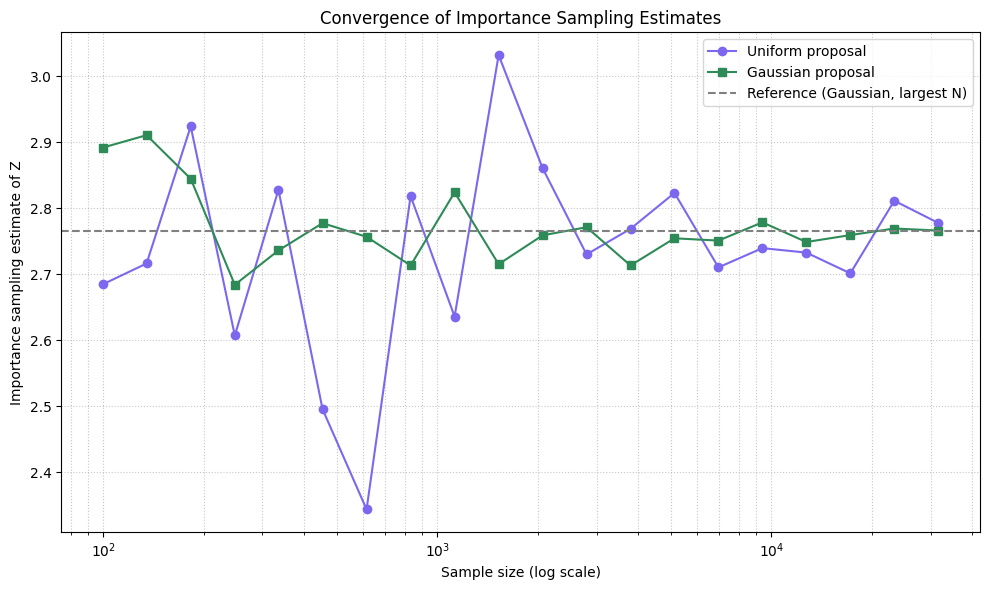 Convergence of Importance Sampling Estimates
Uniform proposal
Gaussian proposal
Reference (Gaussian, largest N)
Importance sampling estimate of Z
3.0
2.9
2.8
2.7
2.6
2.5
2.4
10²
10³
10⁴
Sample size (log scale)